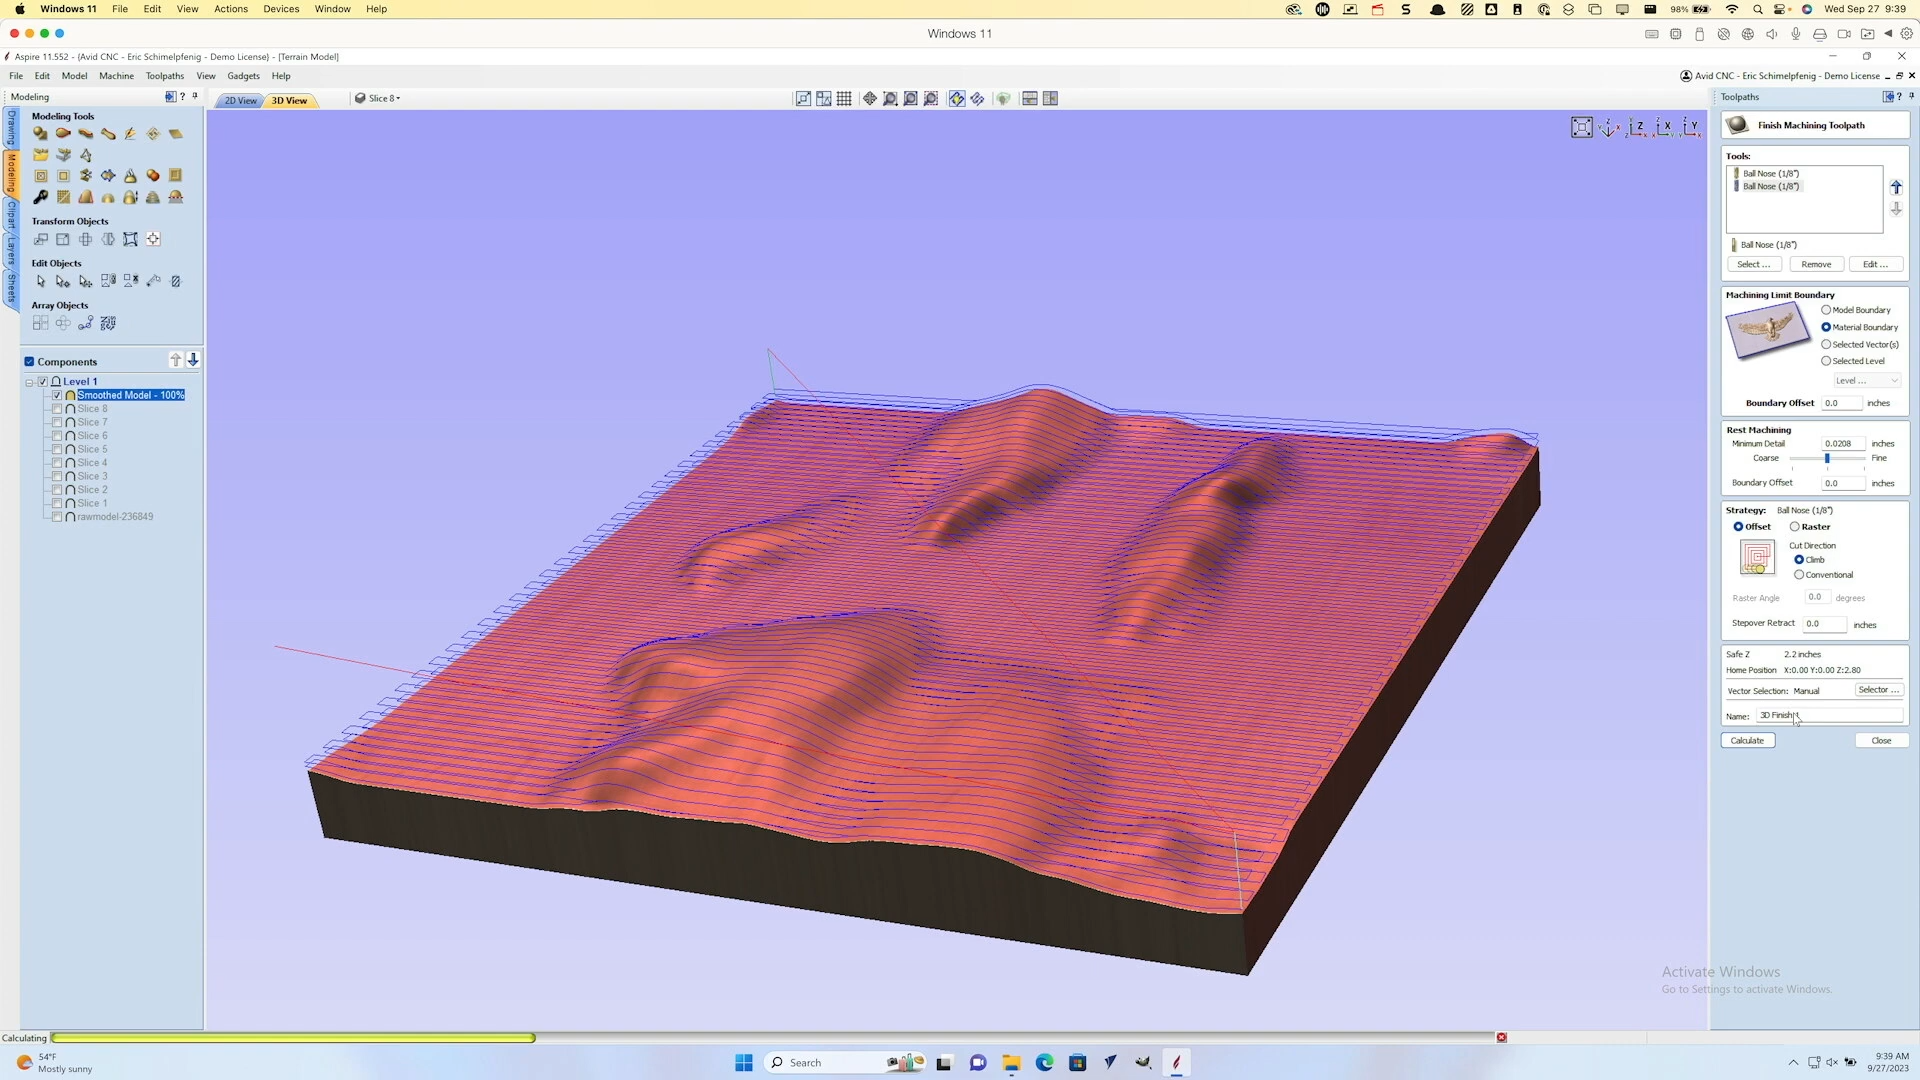 Windows 11 File Edit View Actions Devices Window Help
98% Wed Sep 27 9:39
Windows 11
Aspire 11.552 - {Avid CNC - Eric Schimelpfenig - Demo License} - [Terrain Model]
File Edit Model Machine Toolpaths View Gadgets Help
Avid CNC - Eric Schimelpfenig - Demo License
Modeling
2D View 3D View Slice 8
Toolpaths
Drawing
Modeling
Clipart
Layers
Sheets
Modeling Tools
Transform Objects
Edit Objects
Array Objects
Components
Level 1
Smoothed Model - 100%
Slice 8
Slice 7
Slice 6
Slice 5
Slice 4
Slice 3
Slice 2
Slice 1
rawmodel-236849
Z X Y
Finish Machining Toolpath
Tools:
Ball Nose (1/8")
Ball Nose (1/8")
Ball Nose (1/8")
Select ... Remove Edit ...
Machining Limit Boundary
Model Boundary
Material Boundary
Selected Vector(s)
Selected Level
Level ...
Boundary Offset 0.0 inches
Rest Machining
Minimum Detail 0.0208 inches
Coarse Fine
Boundary Offset 0.0 inches
Strategy: Ball Nose (1/8")
Offset Raster
Cut Direction
Climb
Conventional
Raster Angle 0.0 degrees
Stepover Retract 0.0 inches
Safe Z 2.2 inches
Home Position X:0.00 Y:0.00 Z:2.80
Vector Selection: Manual Selector ...
Name: 3D Finish
Calculate Close
Activate Windows
Go to Settings to activate Windows.
Calculating
54°F
Mostly sunny
Search
9:39 AM
9/27/2023